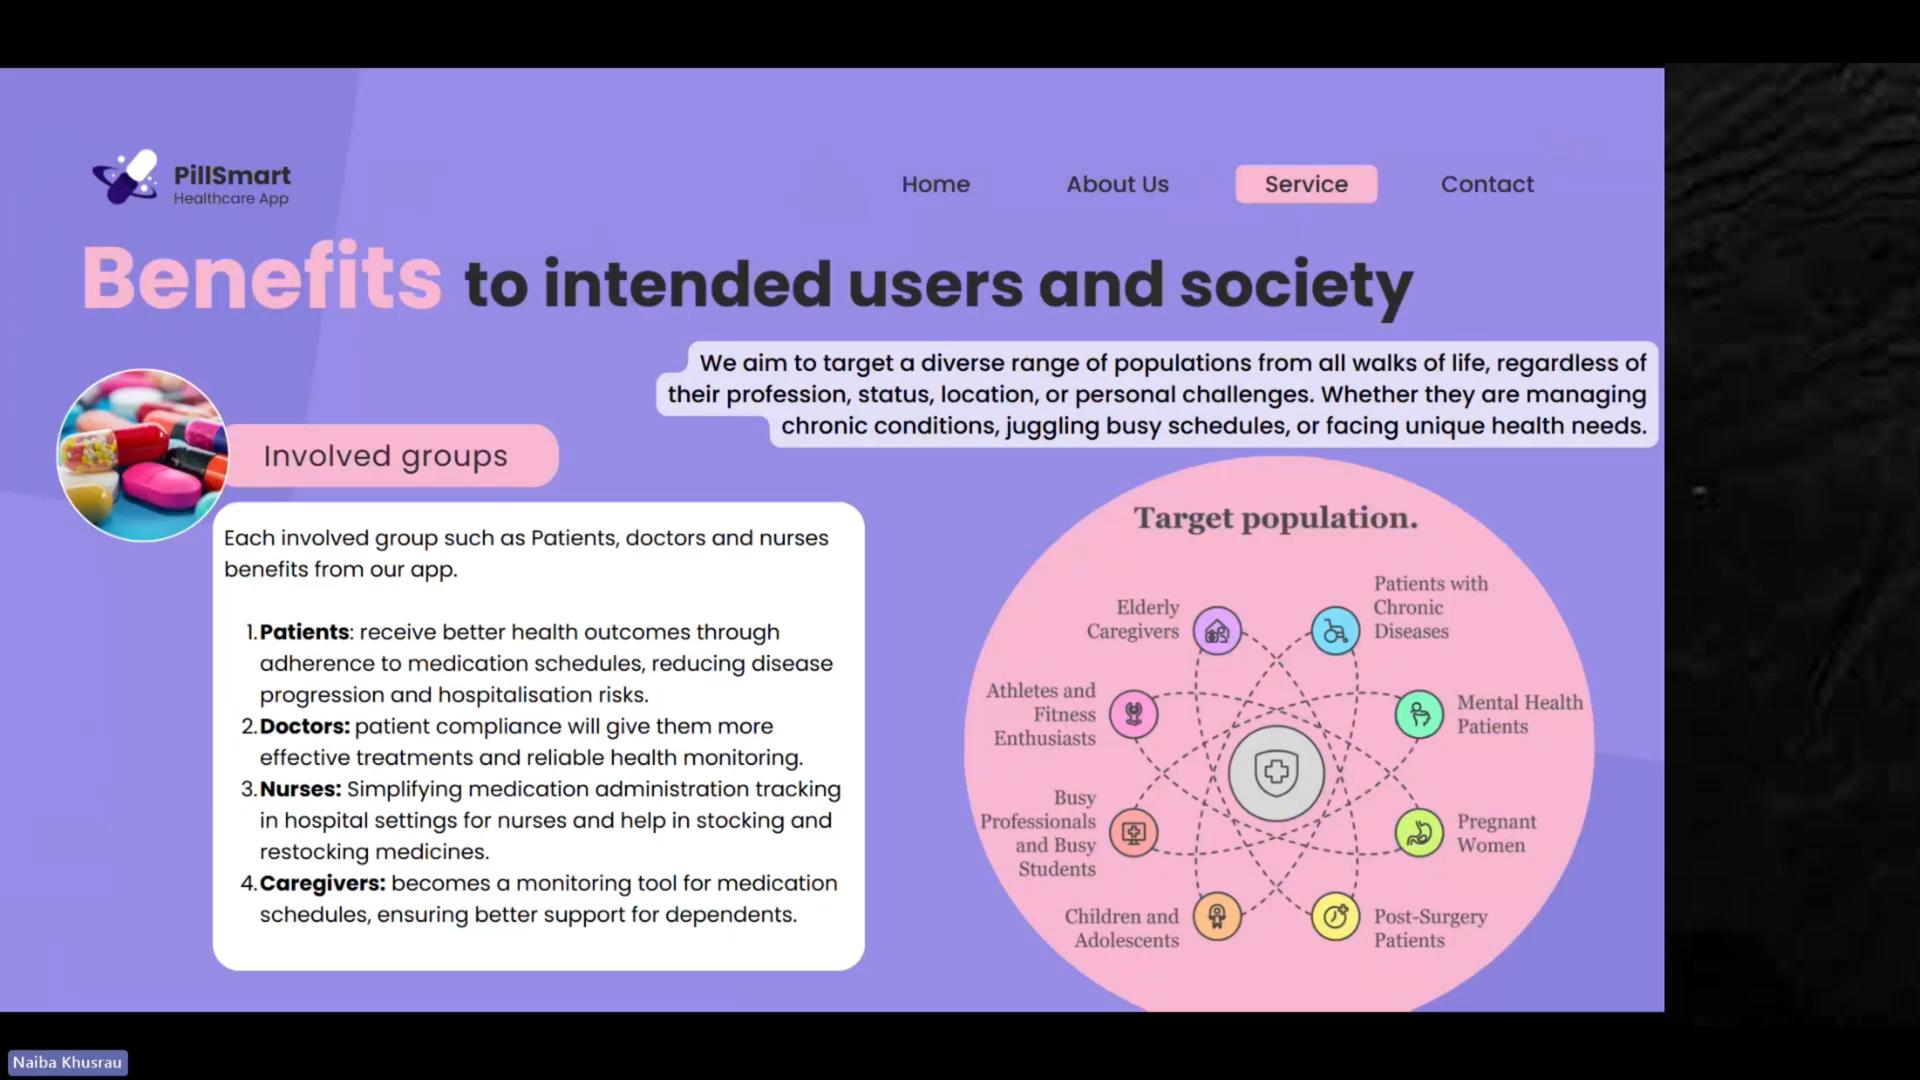 PillSmart
Healthcare App
Home
About Us
Service
Contact
Benefits to intended users and society
We aim to target a diverse range of populations from all walks of life, regardless of
their profession, status, location, or personal challenges. Whether they are managing
chronic conditions, juggling busy schedules, or facing unique health needs.
Involved groups
Each involved group such as Patients, doctors and nurses
benefits from our app.
1. Patients: receive better health outcomes through
adherence to medication schedules, reducing disease
progression and hospitalisation risks.
2. Doctors: patient compliance will give them more
effective treatments and reliable health monitoring.
3. Nurses: Simplifying medication administration tracking
in hospital settings for nurses and help in stocking and
restocking medicines.
4. Caregivers: becomes a monitoring tool for medication
schedules, ensuring better support for dependents.
Target population.
Elderly
Caregivers
Patients with
Chronic
Diseases
Athletes and
Fitness
Enthusiasts
Mental Health
Patients
Busy
Professionals
and Busy
Students
Pregnant
Women
Children and
Adolescents
Post-Surgery
Patients
Naiba Khusrau